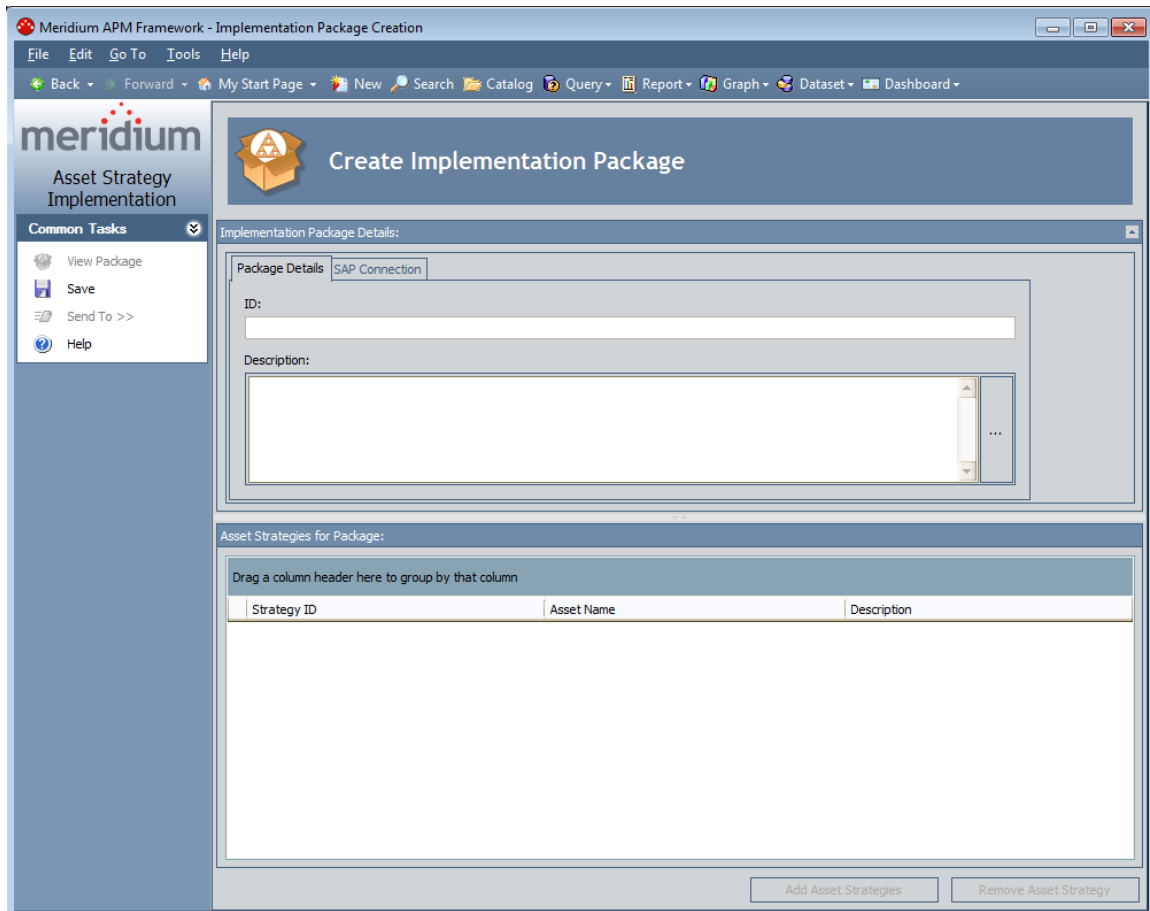 Meridium APM Framework - Implementation Package Creation
File Edit Go To Tools Help
Back Forward My Start Page New Search Catalog Query Report Graph Dataset Dashboard
meridium
Asset Strategy
Implementation
Common Tasks
View Package
Save
Send To >>
Help
Create Implementation Package
Implementation Package Details:
Package Details SAP Connection
ID:
Description:
...
Asset Strategies for Package:
Drag a column header here to group by that column
Strategy ID Asset Name Description
Add Asset Strategies Remove Asset Strategy